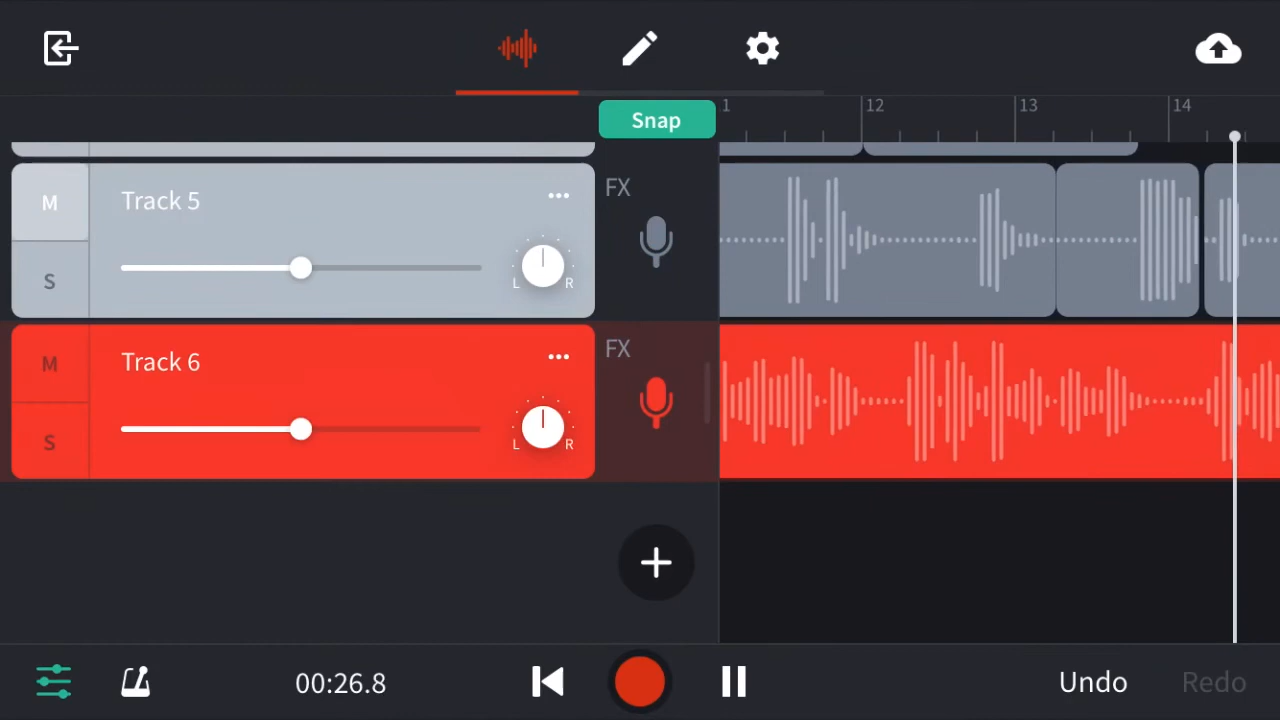 Snap
1 12 13 14
M Track 5 ••• FX
S L R
M Track 6 ••• FX
S L R
00:26.8 Undo Redo